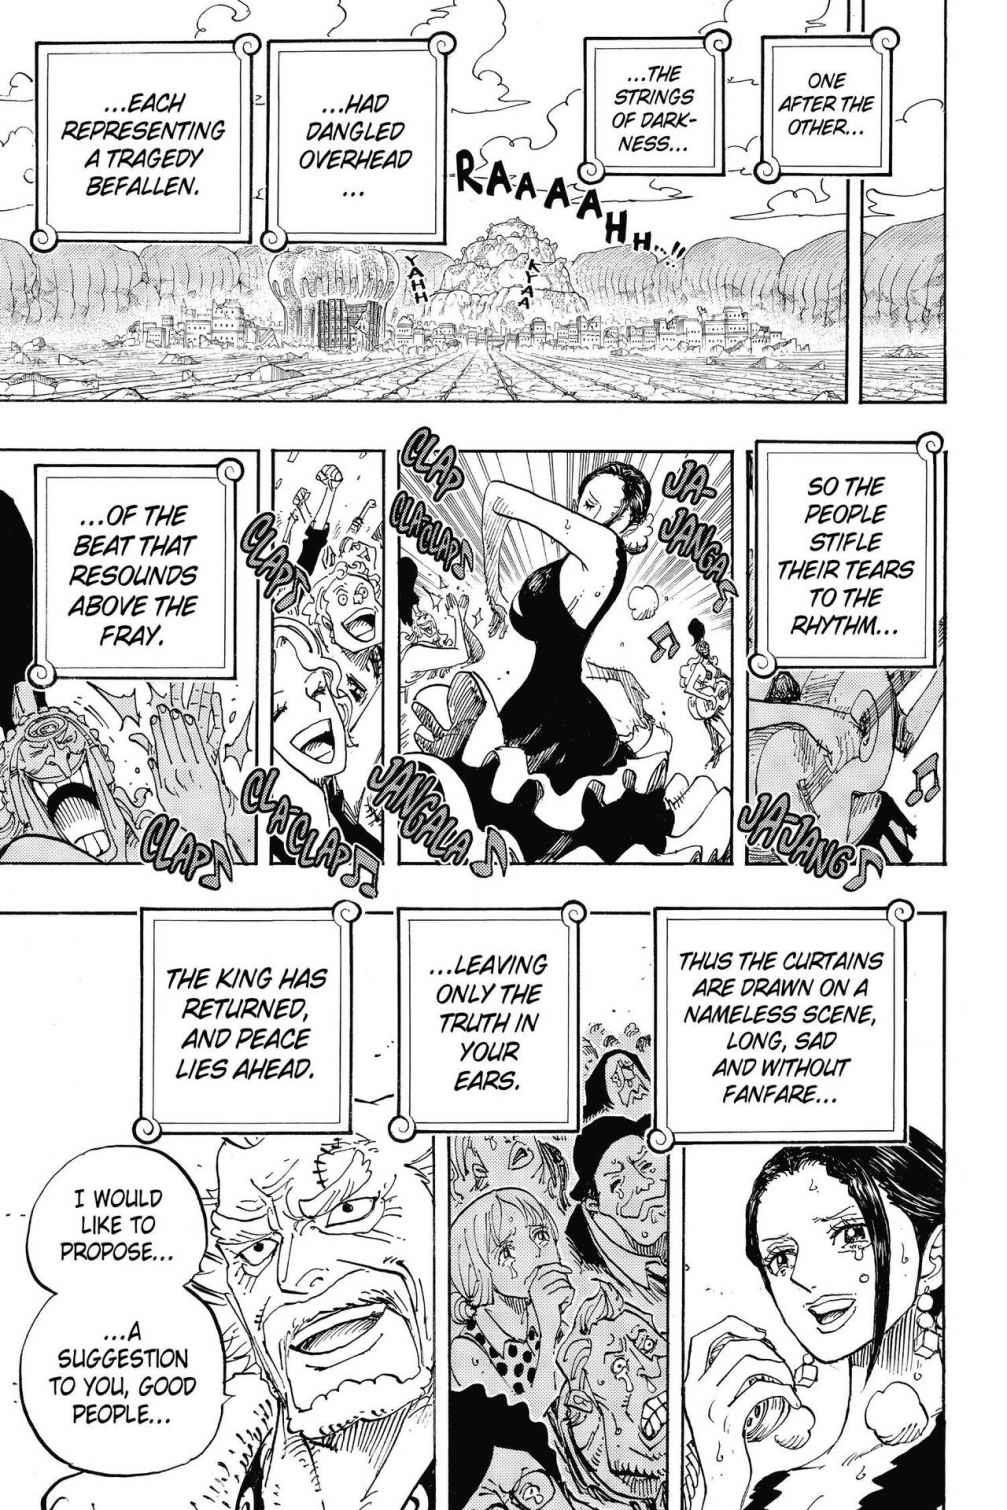 ONE
AFTER THE
OTHER...
...THE
STRINGS
OF DARK-
NESS...
...HAD
DANGLED
OVERHEAD
...
...EACH
REPRESENTING
A TRAGEDY
BEFALLEN.
RAAAAHHH...!!
KYAA
YAHH
SO THE
PEOPLE
STIFLE
THEIR TEARS
TO THE
RHYTHM...
JA-
JANGA♪
JA-JANG♪
CLAP
CLA-CLAP♪
JANGALA♪
CLAP♪
CLA-CLAP♪
...OF THE
BEAT THAT
RESOUNDS
ABOVE THE
FRAY.
CLAP♪
THUS THE CURTAINS
ARE DRAWN ON A
NAMELESS SCENE,
LONG, SAD
AND WITHOUT
FANFARE...
...LEAVING
ONLY THE
TRUTH IN
YOUR
EARS.
THE KING HAS
RETURNED,
AND PEACE
LIES AHEAD.
I WOULD
LIKE TO
PROPOSE...
...A
SUGGESTION
TO YOU, GOOD
PEOPLE...